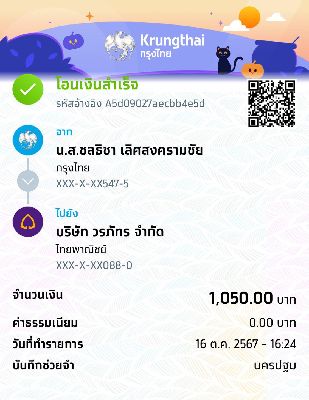 Krungthai
กรุงไทย
โอนเงินสำเร็จ
รหัสอ้างอิง A5d09027aecbb4e5d
จาก
น.ส.ชลธิชา เลิศสงครามชัย
กรุงไทย
XXX-X-XX547-5
ไปยัง
บริษัท วรภัทร จำกัด
ไทยพาณิชย์
XXX-X-XX088-0
จำนวนเงิน 1,050.00 บาท
ค่าธรรมเนียม 0.00 บาท
วันที่ทำรายการ 16 ต.ค. 2567 - 16:24
บันทึกช่วยจำ นครปฐม